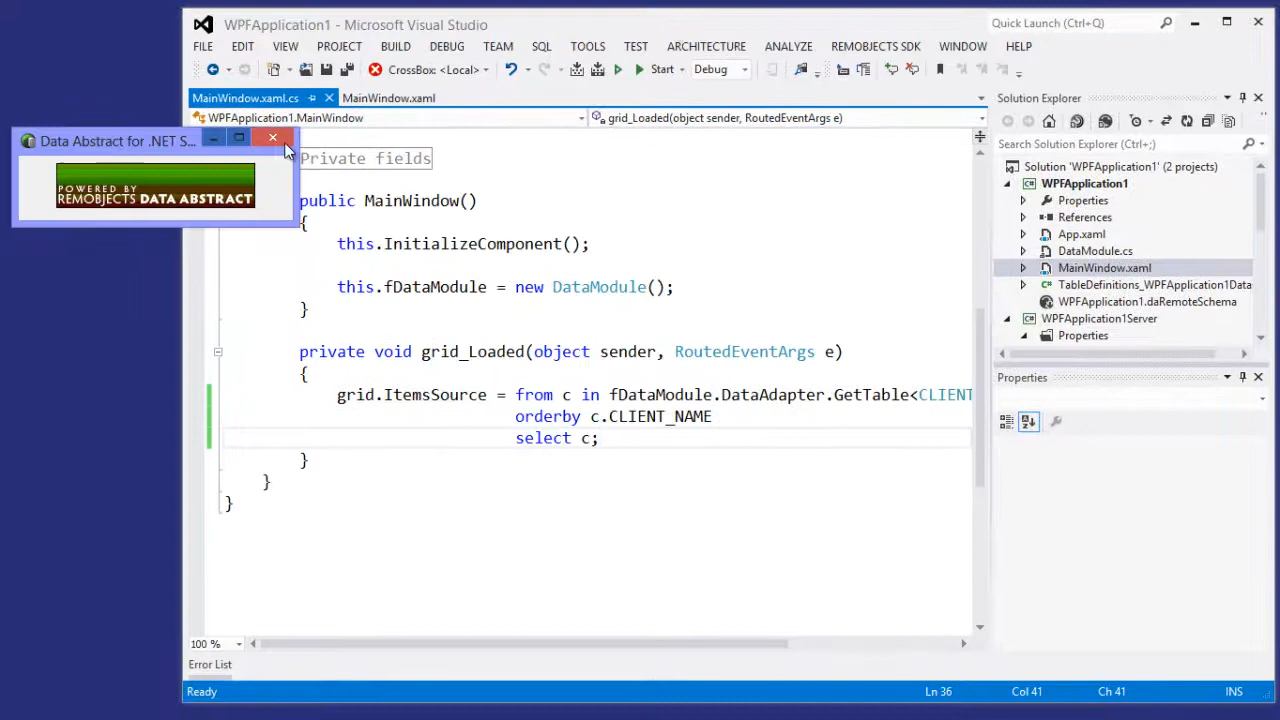 WPFApplication1 - Microsoft Visual Studio
Quick Launch (Ctrl+Q)
FILE EDIT VIEW PROJECT BUILD DEBUG TEAM SQL TOOLS TEST ARCHITECTURE ANALYZE REMOBJECTS SDK WINDOW HELP
CrossBox: <Local> Start Debug
MainWindow.xaml.cs MainWindow.xaml
WPFApplication1.MainWindow grid_Loaded(object sender, RoutedEventArgs e)
Data Abstract for .NET S...
POWERED BY
REMOBJECTS DATA ABSTRACT
Private fields
public MainWindow()
{
this.InitializeComponent();
this.fDataModule = new DataModule();
}
private void grid_Loaded(object sender, RoutedEventArgs e)
{
grid.ItemsSource = from c in fDataModule.DataAdapter.GetTable<CLIENT
orderby c.CLIENT_NAME
select c;
}
}
}
100 %
Error List
Solution Explorer
Search Solution Explorer (Ctrl+;)
Solution 'WPFApplication1' (2 projects)
WPFApplication1
Properties
References
App.xaml
DataModule.cs
MainWindow.xaml
TableDefinitions_WPFApplication1Data
WPFApplication1.daRemoteSchema
WPFApplication1Server
Properties
Properties
Ready Ln 36 Col 41 Ch 41 INS